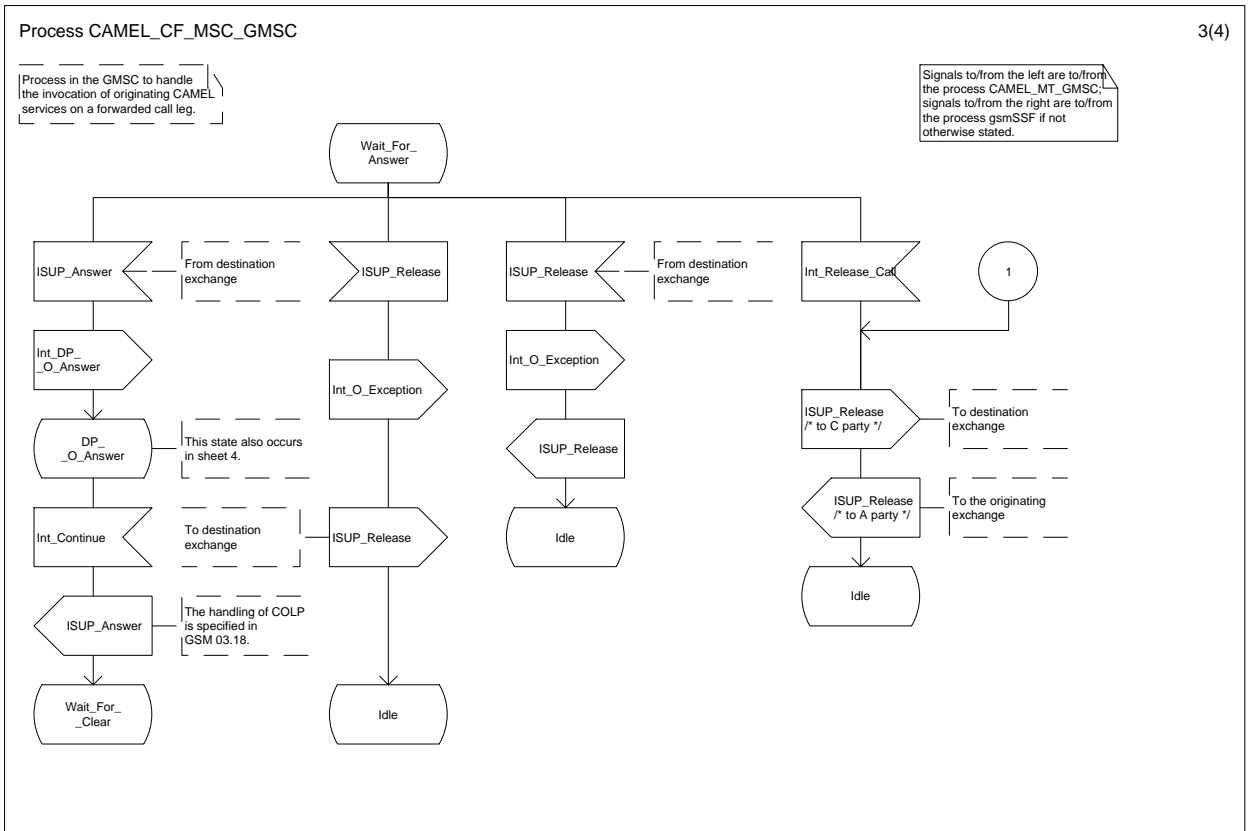 Process CAMEL_CF_MSC_GMSC
3(4)
Process in the GMSC to handle
the invocation of originating CAMEL
services on a forwarded call leg.
Signals to/from the left are to/from
the process CAMEL_MT_GMSC;
signals to/from the right are to/from
the process gsmSSF if not
otherwise stated.
Wait_For_
Answer
ISUP_Answer
From destination
exchange
ISUP_Release
ISUP_Release
From destination
exchange
Int_Release_Call
1
Int_DP_
_O_Answer
Int_O_Exception
Int_O_Exception
ISUP_Release
/* to C party */
To destination
exchange
DP_
_O_Answer
This state also occurs
in sheet 4.
ISUP_Release
ISUP_Release
/* to A party */
To the originating
exchange
Int_Continue
To destination
exchange
ISUP_Release
Idle
Idle
ISUP_Answer
The handling of COLP
is specified in
GSM 03.18.
Wait_For_
_Clear
Idle